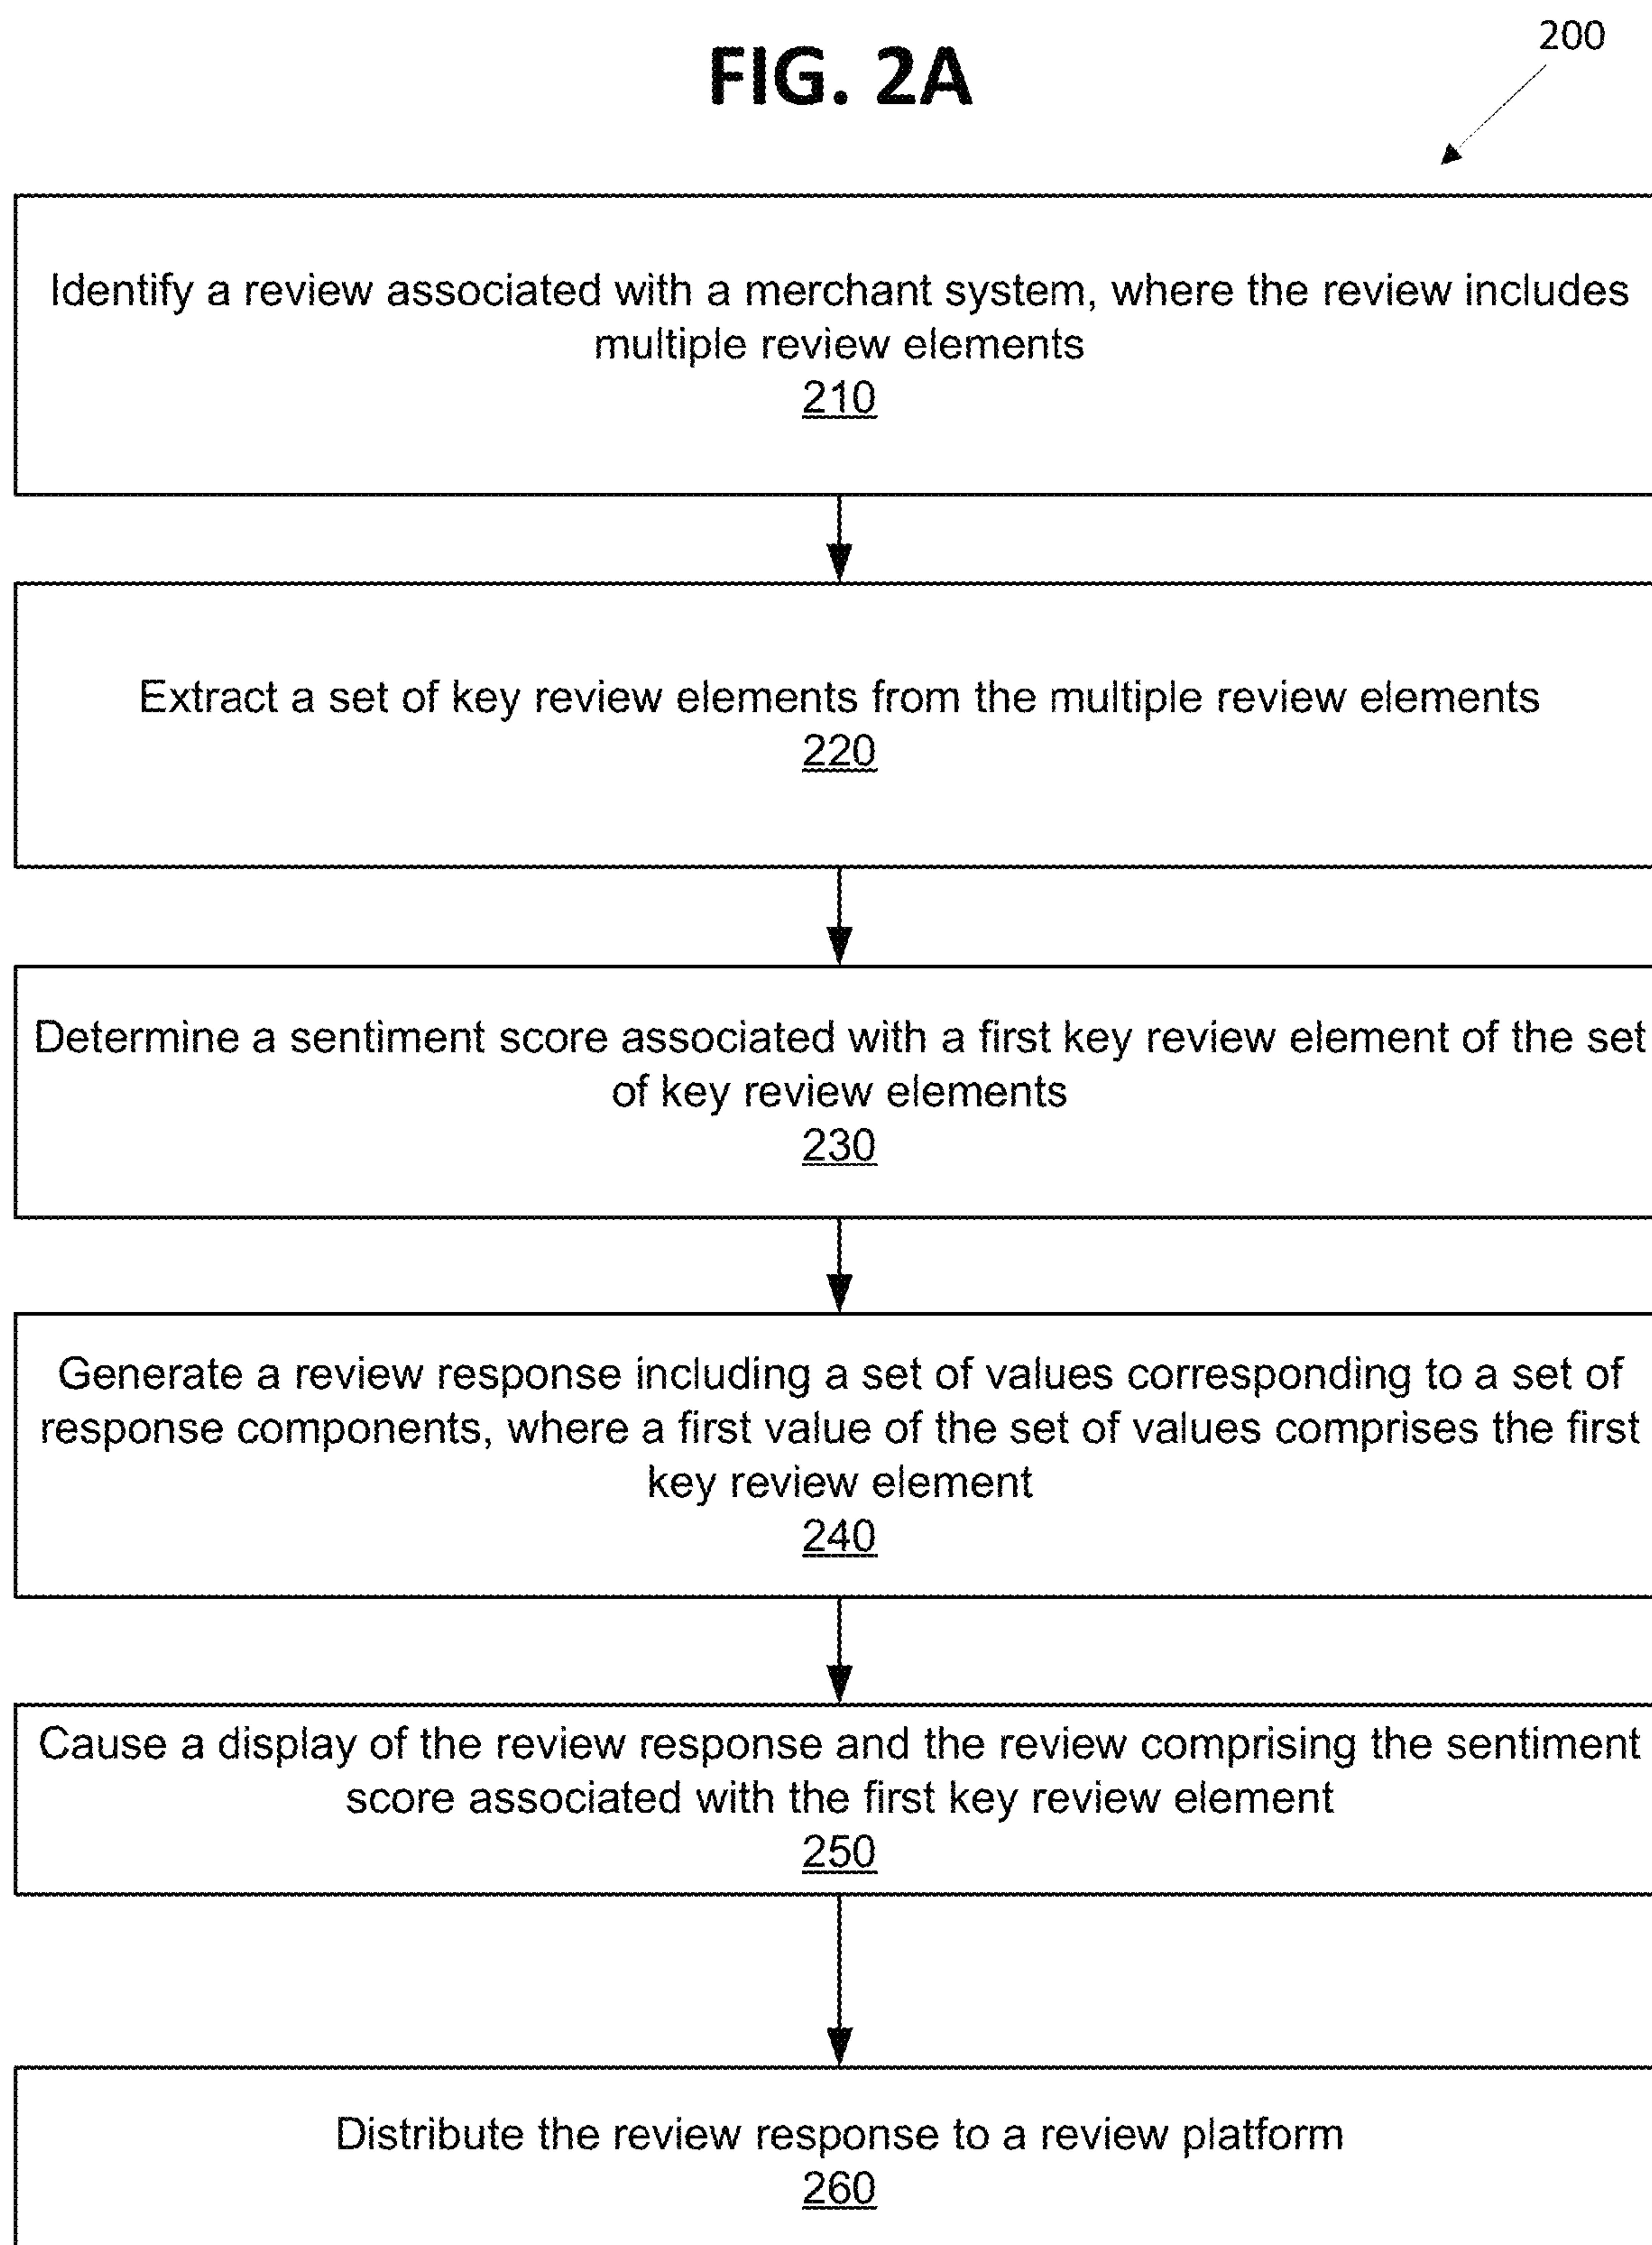 FIG. 2A
200
Identify a review associated with a merchant system, where the review includes
multiple review elements
210
Extract a set of key review elements from the multiple review elements
220
Determine a sentiment score associated with a first key review element of the set
of key review elements
230
Generate a review response including a set of values corresponding to a set of
response components, where a first value of the set of values comprises the first
key review element
240
Cause a display of the review response and the review comprising the sentiment
score associated with the first key review element
250
Distribute the review response to a review platform
260